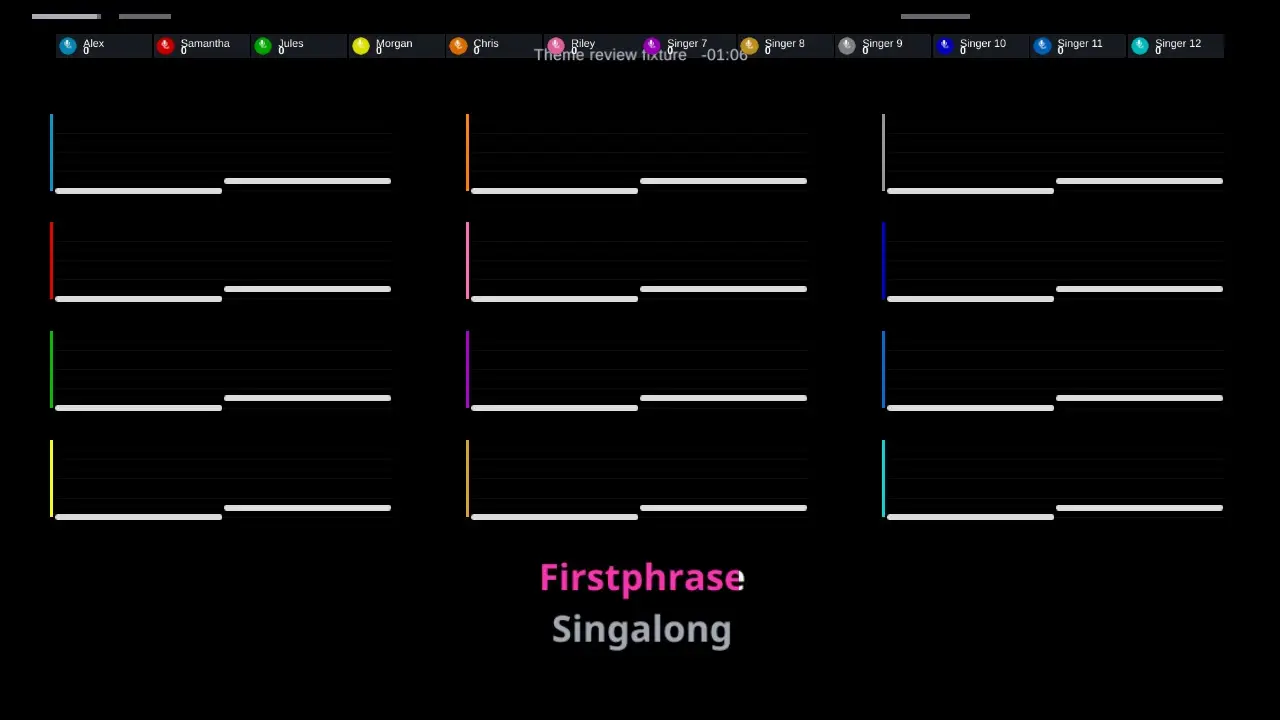 Alex Samantha Jules Morgan Chris Riley Singer 7 Singer 8 Singer 9 Singer 10 Singer 11 Singer 12
0 0 0 0 0 0 0 0 0 0 0 0
Theme review fixture -01:06
Firstphrase
Singalong